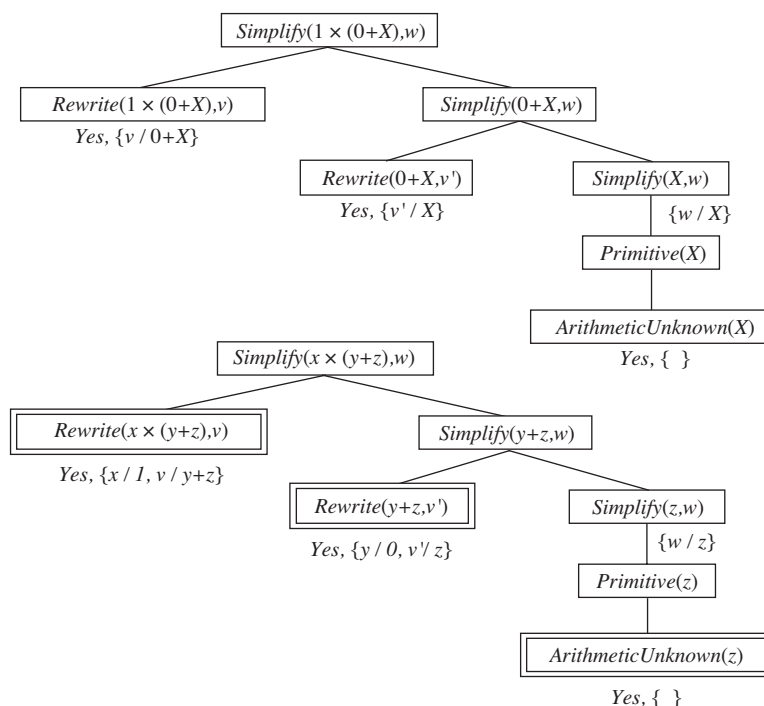 Simplify(1 × (0+X),w)
Rewrite(1 × (0+X),v)
Simplify(0+X,w)
Yes, {v / 0+X}
Rewrite(0+X,v')
Simplify(X,w)
Yes, {v' / X}
{w / X}
Primitive(X)
ArithmeticUnknown(X)
Yes, { }
Simplify(x × (y+z),w)
Rewrite(x × (y+z),v)
Simplify(y+z,w)
Yes, {x / 1, v / y+z}
Rewrite(y+z,v')
Simplify(z,w)
Yes, {y / 0, v'/ z}
{w / z}
Primitive(z)
ArithmeticUnknown(z)
Yes, { }